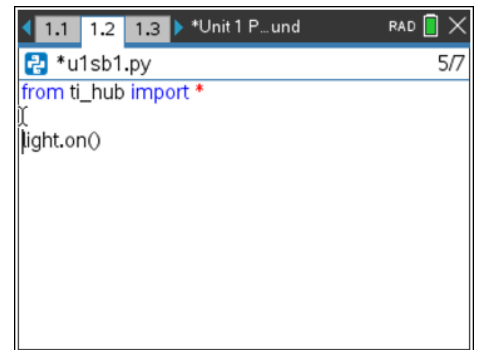 1.1 1.2 1.3 *Unit 1 P...und RAD
*u1sb1.py 5/7
from ti_hub import *
light.on()